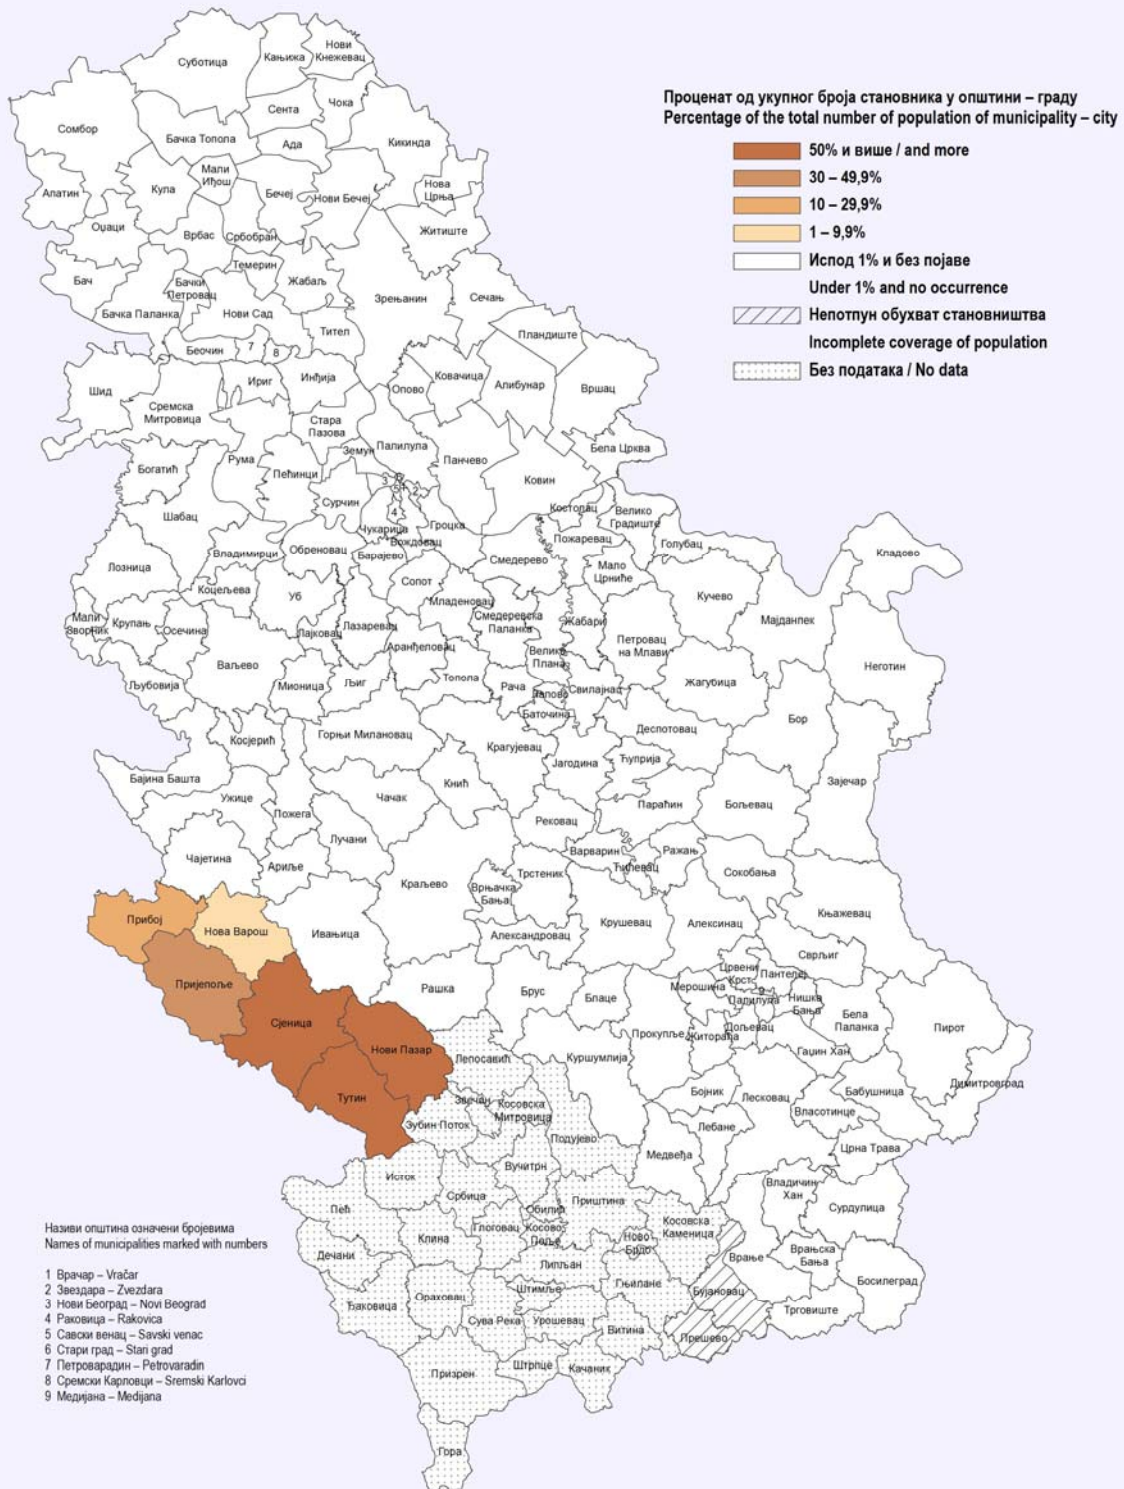 Проценат од укупног броја становника у општини – граду
Percentage of the total number of population of municipality – city
50% и више / and more
30 – 49,9%
10 – 29,9%
1 – 9,9%
Испод 1% и без појаве
Under 1% and no occurrence
Непотпун обухват становништва
Incomplete coverage of population
Без података / No data
Суботица
Кањижа
Нови
Кнежевац
Сомбор
Бачка Топола
Сента
Чока
Ада
Кикинда
Апатин
Кула
Мали
Иђош
Бечеј
Нови Бечеј
Нова
Црња
Оџаци
Врбас
Србобран
Житиште
Бач
Темерин
Бачки
Петровац
Жабаљ
Зрењанин
Сечањ
Бачка Паланка
Нови Сад
Тител
Пландиште
Беочин
7
8
Шид
Ириг
Инђија
Опово
Ковачица
Алибунар
Вршац
Сремска
Митровица
Стара
Пазова
Земун
Палилула
Панчево
Бела Црква
Богатић
Рума
Пећинци
Сурчин
3
6
5
1
2
4
Ковин
Шабац
Чукарица
Гроцка
Костолац
Велико
Градиште
Вождовац
Пожаревац
Голубац
Кладово
Владимирци
Обреновац
Барајево
Смедерево
Мало
Црниће
Лозница
Коцељева
Уб
Сопот
Младеновац
Кучево
Мајданпек
Мали
Зворник
Крупањ
Осечина
Лајковац
Лазаревац
Смедеревска
Паланка
Жабари
Петровац
на Млави
Ваљево
Аранђеловац
Велика
Плана
Неготин
Љубовија
Мионица
Љиг
Топола
Рача
Лапово
Свилајнац
Жагубица
Баточина
Бор
Косјерић
Горњи Милановац
Крагујевац
Деспотовац
Бајина Башта
Јагодина
Ћуприја
Зајечар
Ужице
Пожега
Чачак
Кнић
Параћин
Бољевац
Лучани
Рековац
Чајетина
Ариље
Варварин
Ражањ
Ћићевац
Сокобања
Краљево
Врњачка
Бања
Трстеник
Прибој
Нова Варош
Ивањица
Александровац
Крушевац
Алексинац
Књажевац
Сврљиг
Пријепоље
Рашка
Брус
Блаце
Мерошина
Црвени
Крст
Пантелеј
9
Палилула
Нишка
Бања
Сјеница
Нови Пазар
Прокупље
Житорађа
Дољевац
Бела
Паланка
Пирот
Лепосавић
Куршумлија
Гаџин Хан
Тутин
Звечан
Косовска
Митровица
Бојник
Лесковац
Бабушница
Димитровград
Власотинце
Зубин Поток
Подујево
Лебане
Медвеђа
Црна Трава
Исток
Вучитрн
Владичин
Хан
Сурдулица
Пећ
Србица
Обилић
Приштина
Косовска
Каменица
Клина
Глоговац
Косово
Поље
Ново
Брдо
Врање
Врањска
Бања
Дечани
Липљан
Босилеград
Гњилане
Бујановац
Ђаковица
Ораховац
Штимље
Трговиште
Сува Река
Урошевац
Витина
Прешево
Призрен
Штрпце
Качаник
Гора
Називи општина означени бројевима
Names of municipalities marked with numbers
1 Врачар – Vračar
2 Звездара – Zvezdara
3 Нови Београд – Novi Beograd
4 Раковица – Rakovica
5 Савски венац – Savski venac
6 Стари град – Stari grad
7 Петроварадин – Petrovaradin
8 Сремски Карловци – Sremski Karlovci
9 Медијана – Medijana